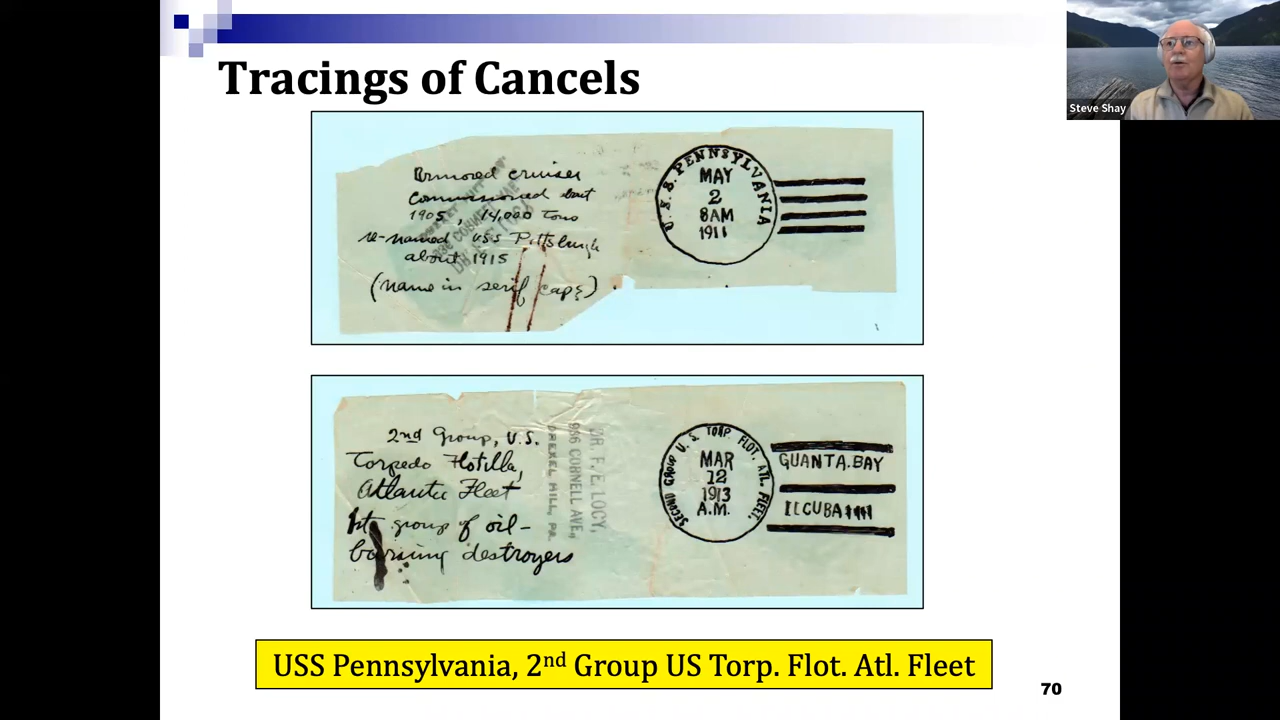 Tracings of Cancels
Steve Shay
Armored cruiser
Commissioned about
1905, 14,000 Tons
re-named USS Pittsburgh
about 1915
(name in serif caps)
U.S.S. PENNSYLVANIA
MAY
2
8AM
1911
2nd Group, U.S.
Torpedo Flotilla,
Atlantic Fleet
1st group of oil-
burning destroyers
DR. F. E. LOCY,
936 CORNELL AVE.,
DREXEL HILL, PA.
SECOND GROUP U.S. TORP. FLOT. ATL. FLEET.
MAR
12
1913
A.M.
GUANTA. BAY
CUBA
USS Pennsylvania, 2nd Group US Torp. Flot. Atl. Fleet
70